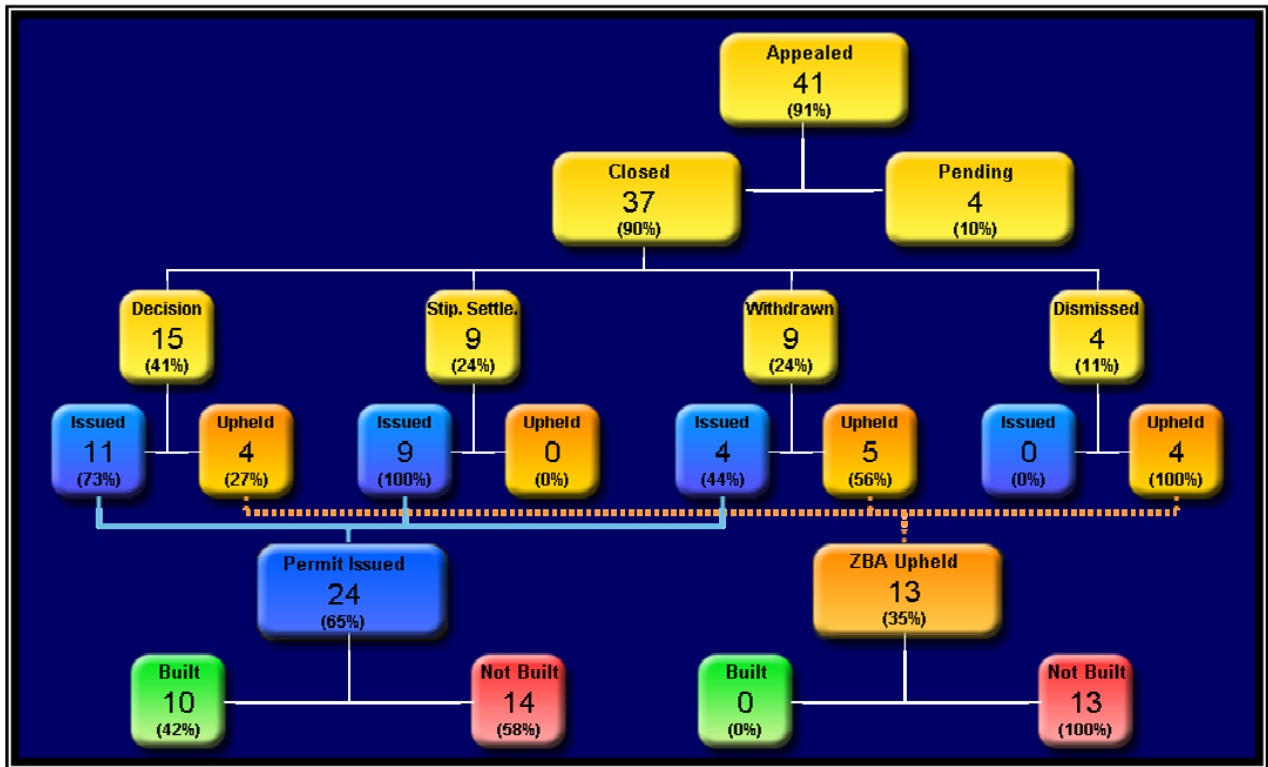 Appealed
41
(91%)
Closed
37
(90%)
Pending
4
(10%)
Decision
15
(41%)
Stip. Settle.
9
(24%)
Withdrawn
9
(24%)
Dismissed
4
(11%)
Issued
11
(73%)
Upheld
4
(27%)
Issued
9
(100%)
Upheld
0
(0%)
Issued
4
(44%)
Upheld
5
(56%)
Issued
0
(0%)
Upheld
4
(100%)
Permit Issued
24
(65%)
ZBA Upheld
13
(35%)
Built
10
(42%)
Not Built
14
(58%)
Built
0
(0%)
Not Built
13
(100%)